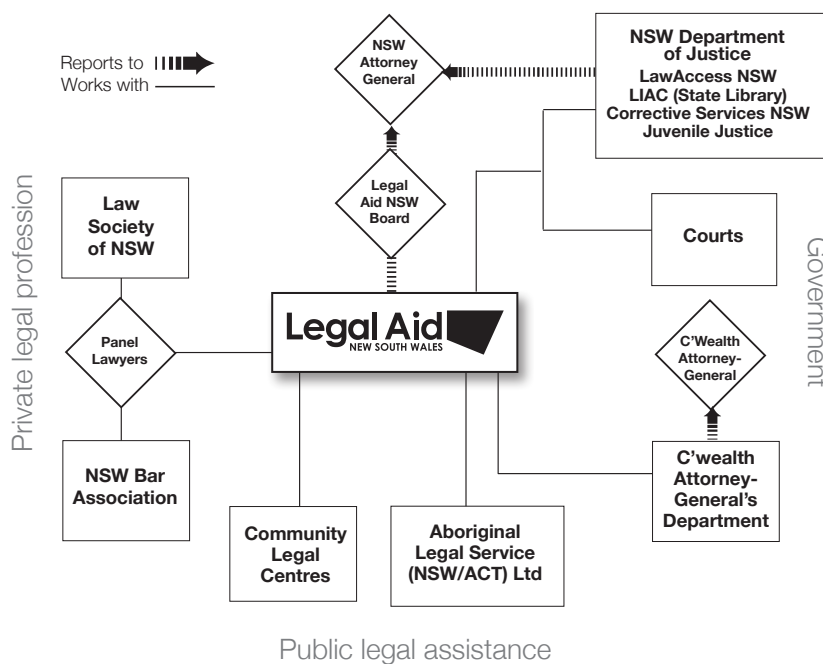 Reports to
Works with
NSW
Attorney
General
NSW Department
of Justice
LawAccess NSW
LIAC (State Library)
Corrective Services NSW
Juvenile Justice
Legal
Aid NSW
Board
Law
Society
of NSW
Courts
Private legal profession
Government
Legal Aid
NEW SOUTH WALES
Panel
Lawyers
C'Wealth
Attorney-
General
NSW Bar
Association
C'wealth
Attorney-
General's
Department
Community
Legal
Centres
Aboriginal
Legal Service
(NSW/ACT) Ltd
Public legal assistance